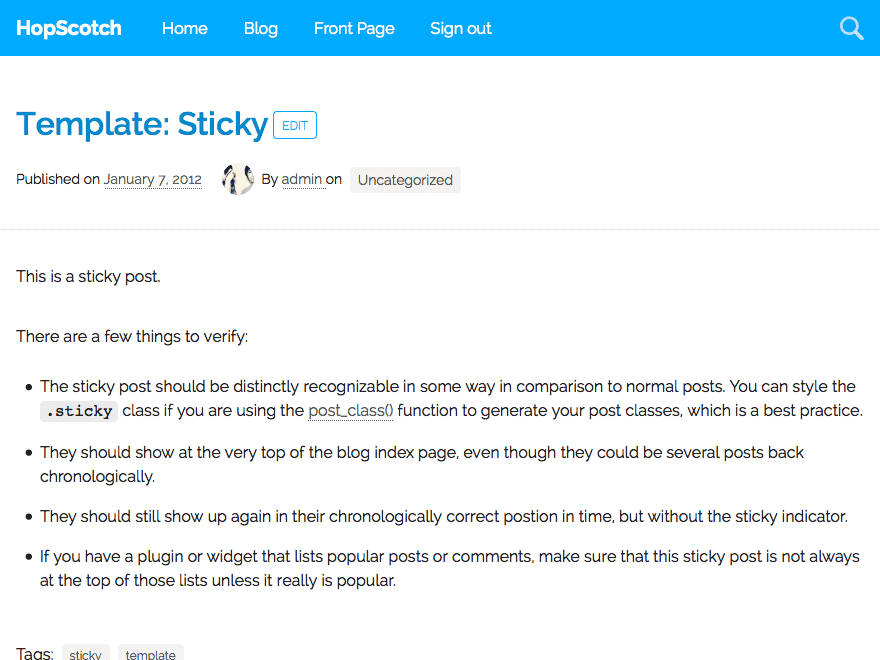 HopScotch Home Blog Front Page Sign out
Template: Sticky EDIT
Published on January 7, 2012 By admin on Uncategorized
This is a sticky post.
There are a few things to verify:
• The sticky post should be distinctly recognizable in some way in comparison to normal posts. You can style the
.sticky class if you are using the post_class() function to generate your post classes, which is a best practice.
• They should show at the very top of the blog index page, even though they could be several posts back
chronologically.
• They should still show up again in their chronologically correct postion in time, but without the sticky indicator.
• If you have a plugin or widget that lists popular posts or comments, make sure that this sticky post is not always
at the top of those lists unless it really is popular.
Tags: sticky template